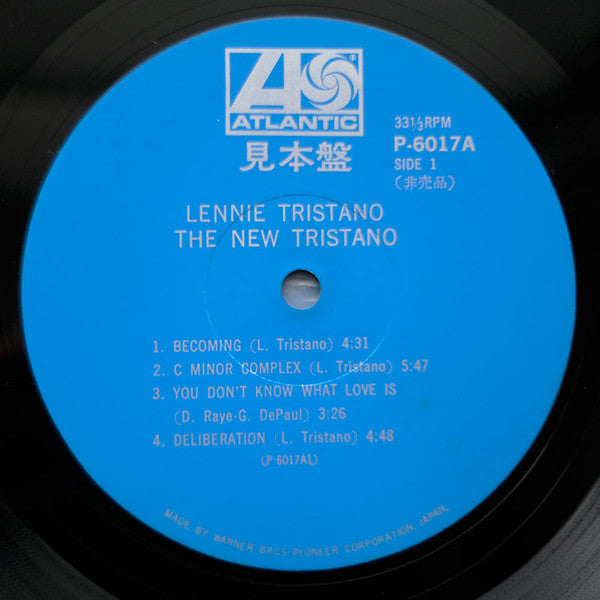 ATLANTIC
®
見本盤
33⅓RPM
P-6017A
SIDE 1
(非売品)
LENNIE TRISTANO
THE NEW TRISTANO
1. BECOMING (L. Tristano) 4:31
2. C MINOR COMPLEX (L. Tristano) 5:47
3. YOU DON'T KNOW WHAT LOVE IS
(D. Raye-G. DePaul) 3:26
4. DELIBERATION (L. Tristano) 4:48
(P-6017A1)
MADE BY WARNER BROS. PIONEER CORPORATION, JAPAN.